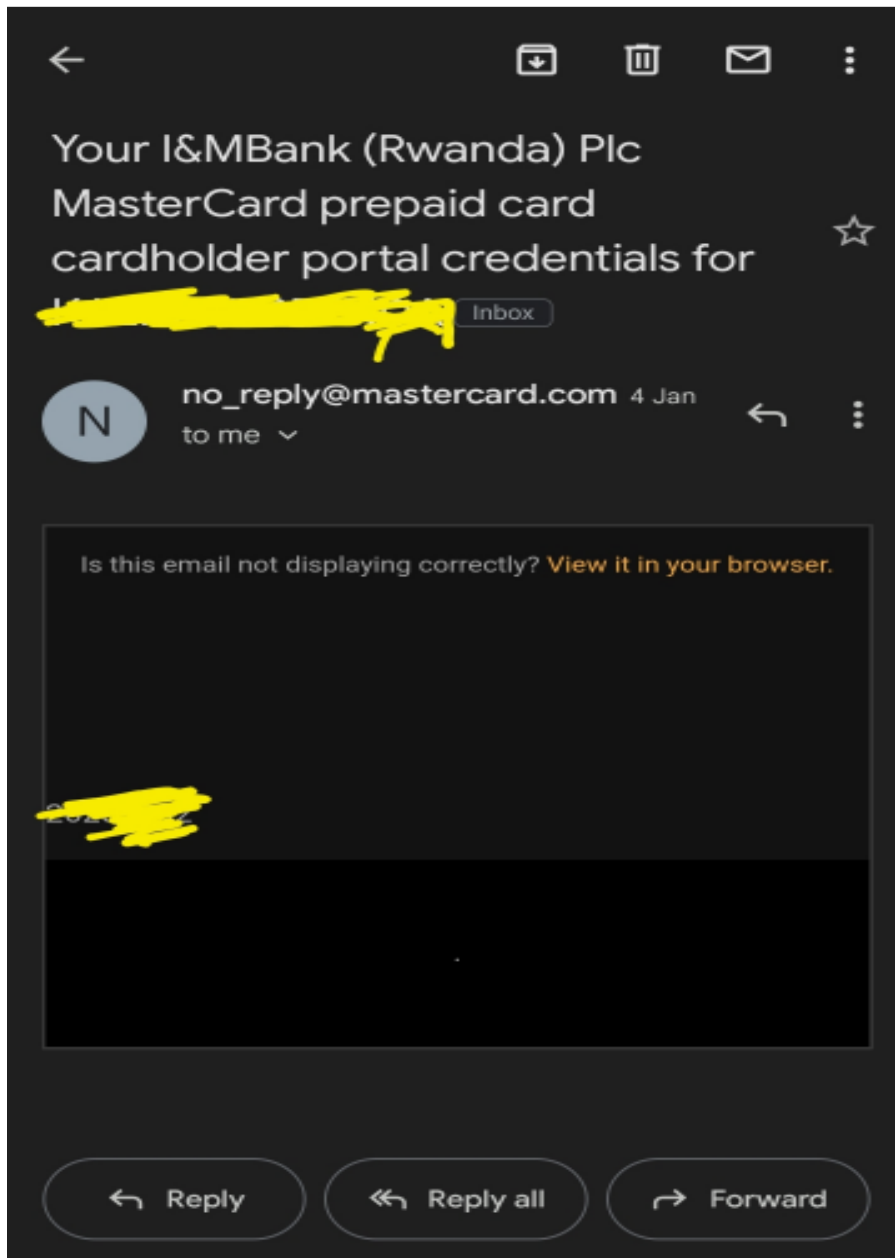 Your I&MBank (Rwanda) Plc
MasterCard prepaid card
cardholder portal credentials for
Inbox
N
no_reply@mastercard.com 4 Jan
to me
Is this email not displaying correctly? View it in your browser.
Reply
Reply all
Forward